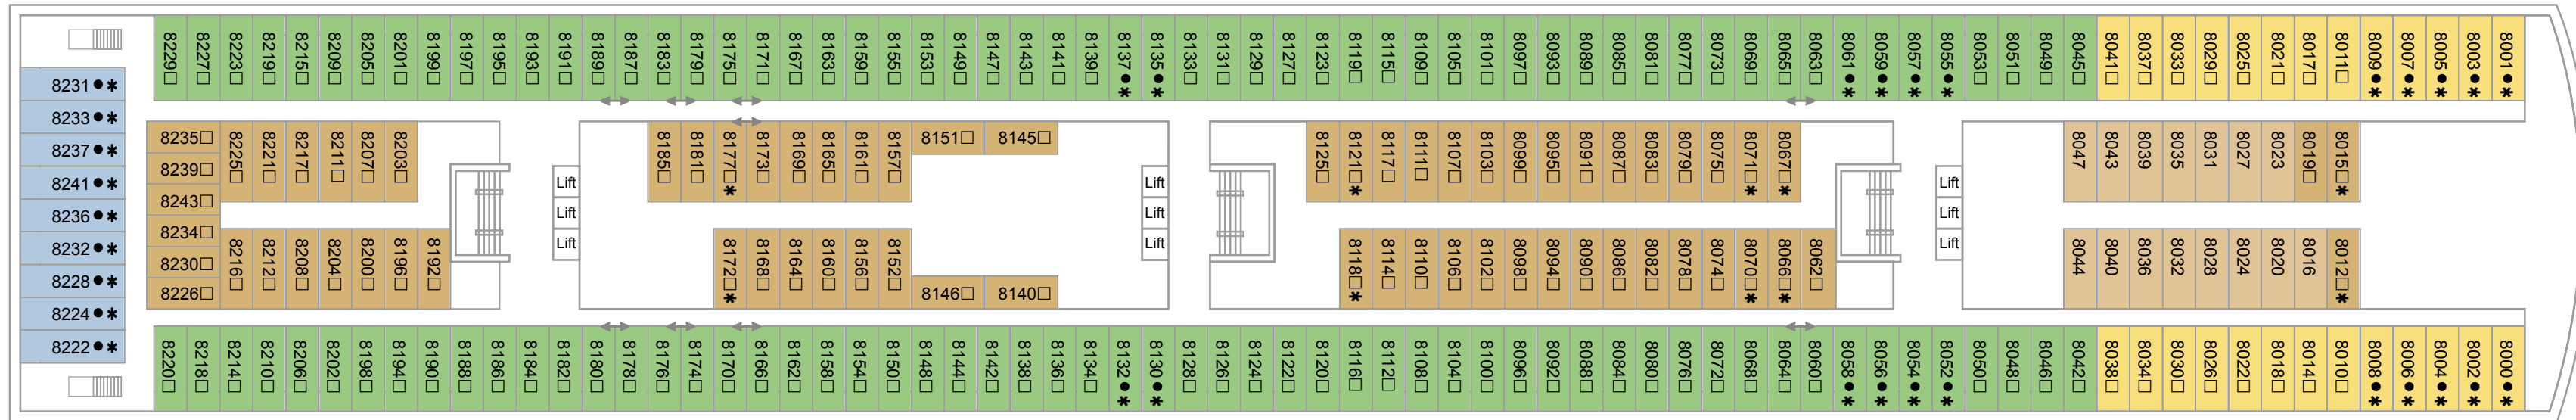 8229□ 8227□ 8223□ 8219□ 8215□ 8209□ 8205□ 8201□ 8199□ 8197□ 8195□ 8193□ 8191□ 8189□ 8187□ 8183□ 8179□ 8175□ 8171□ 8167□ 8163□ 8159□ 8155□ 8153□ 8149□ 8147□ 8143□ 8141□ 8139□ 8137●✱ 8135●✱ 8133□ 8131□ 8129□ 8127□ 8123□ 8119□ 8115□ 8109□ 8105□ 8101□ 8097□ 8093□ 8089□ 8085□ 8081□ 8077□ 8073□ 8069□ 8065□ 8063□ 8061●✱ 8059●✱ 8057●✱ 8055●✱ 8053□ 8051□ 8049□ 8045□ 8041□ 8037□ 8033□ 8029□ 8025□ 8021□ 8017□ 8011□ 8009●✱ 8007●✱ 8005●✱ 8003●✱ 8001●✱
8231●✱
8233●✱
8237●✱
8241●✱
8236●✱
8232●✱
8228●✱
8224●✱
8222●✱
8235□
8239□
8243□
8234□
8230□
8226□
8225□ 8221□ 8217□ 8211□ 8207□ 8203□
8216□ 8212□ 8208□ 8204□ 8200□ 8196□ 8192□
Lift
Lift
Lift
8185□ 8181□ 8177□✱ 8173□ 8169□ 8165□ 8161□ 8157□ 8151□ 8145□
8172□✱ 8168□ 8164□ 8160□ 8156□ 8152□ 8146□ 8140□
Lift
Lift
Lift
8125□ 8121□✱ 8117□ 8111□ 8107□ 8103□ 8099□ 8095□ 8091□ 8087□ 8083□ 8079□ 8075□ 8071□✱ 8067□✱
8118□✱ 8114□ 8110□ 8106□ 8102□ 8098□ 8094□ 8090□ 8086□ 8082□ 8078□ 8074□ 8070□✱ 8066□✱ 8062□
Lift
Lift
Lift
8047 8043 8039 8035 8031 8027 8023 8019□ 8015□✱
8044 8040 8036 8032 8028 8024 8020 8016 8012□✱
8220□ 8218□ 8214□ 8210□ 8206□ 8202□ 8198□ 8194□ 8190□ 8188□ 8186□ 8184□ 8182□ 8180□ 8178□ 8176□ 8174□ 8170□ 8166□ 8162□ 8158□ 8154□ 8150□ 8148□ 8144□ 8142□ 8138□ 8136□ 8134□ 8132●✱ 8130●✱ 8128□ 8126□ 8124□ 8122□ 8120□ 8116□ 8112□ 8108□ 8104□ 8100□ 8096□ 8092□ 8088□ 8084□ 8080□ 8076□ 8072□ 8068□ 8064□ 8060□ 8058●✱ 8056●✱ 8054●✱ 8052●✱ 8050□ 8048□ 8046□ 8042□ 8038□ 8034□ 8030□ 8026□ 8022□ 8018□ 8014□ 8010□ 8008●✱ 8006●✱ 8004●✱ 8002●✱ 8000●✱